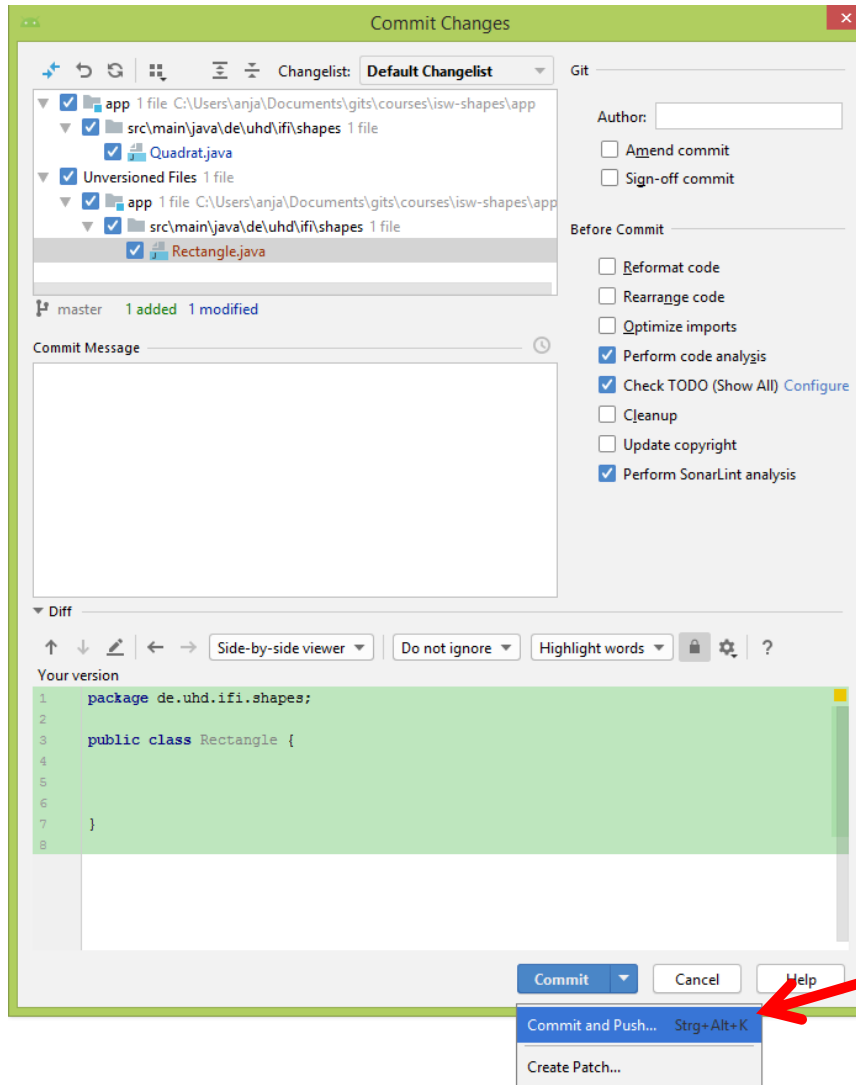 Commit Changes
Changelist: Default Changelist
app 1 file C:\Users\anja\Documents\gits\courses\isw-shapes\app
src\main\java\de\uhd\ifi\shapes 1 file
Quadrat.java
Unversioned Files 1 file
app 1 file C:\Users\anja\Documents\gits\courses\isw-shapes\app
src\main\java\de\uhd\ifi\shapes 1 file
Rectangle.java
master 1 added 1 modified
Git
Author:
Amend commit
Sign-off commit
Before Commit
Reformat code
Rearrange code
Optimize imports
Perform code analysis
Check TODO (Show All) Configure
Cleanup
Update copyright
Perform SonarLint analysis
Commit Message
Diff
Side-by-side viewer Do not ignore Highlight words ?
Your version
1 package de.uhd.ifi.shapes;
2
3 public class Rectangle {
4
5
6
7 }
8
Commit Cancel Help
Commit and Push... Strg+Alt+K
Create Patch...